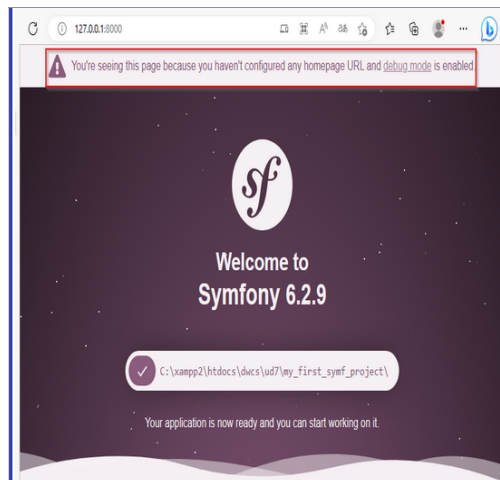 127.0.0.1:8000
You're seeing this page because you haven't configured any homepage URL and debug mode is enabled.
sf
Welcome to
Symfony 6.2.9
C:\xampp2\htdocs\dwcs\ud7\my_first_symf_project\
Your application is now ready and you can start working on it.